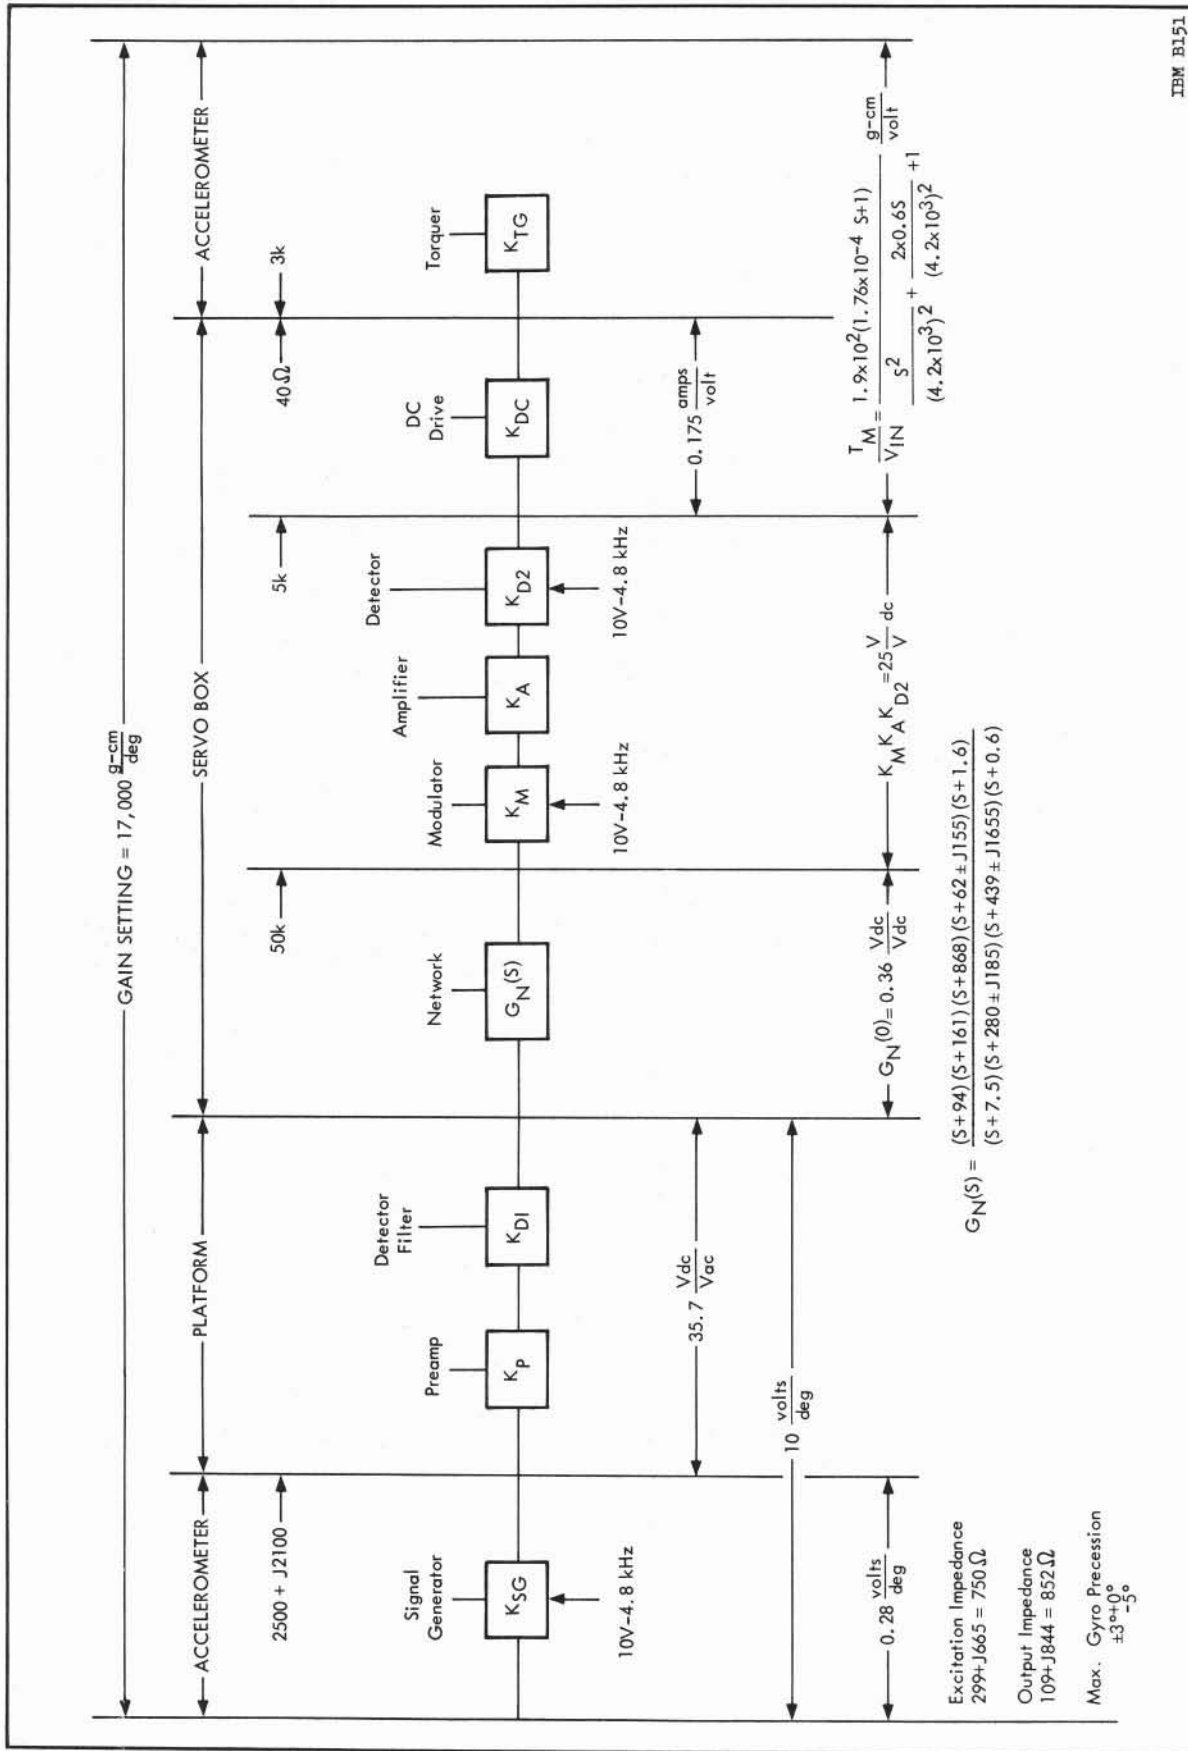 GAIN SETTING = 17,000 g-cm/deg
ACCELEROMETER
PLATFORM
SERVO BOX
ACCELEROMETER
2500 + J2100
50k
5k
40Ω
3k
Signal Generator
Preamp
Detector Filter
Network
Modulator
Amplifier
Detector
DC Drive
Torquer
K_SG
K_P
K_DI
G_N(S)
K_M
K_A
K_D2
K_DC
K_TG
10V-4.8 kHz
10V-4.8 kHz
10V-4.8 kHz
35.7 Vdc/Vac
0.175 amps/volt
10 volts/deg
0.28 volts/deg
G_N(0) = 0.36 Vdc/Vdc
K_M K_A K_D2 = 25 V/V dc
T_M/V_IN = 1.9x10^2(1.76x10^-4 S+1) / (S^2/(4.2x10^3)^2 + 2x0.6S/(4.2x10^3)^2 + 1) g-cm/volt
G_N(S) = (S+94)(S+161)(S+868)(S+62±J155)(S+1.6) / (S+7.5)(S+280±J185)(S+439±J1655)(S+0.6)
Excitation Impedance
299+J665 = 750Ω
Output Impedance
109+J844 = 852Ω
Max. Gyro Precession
±3°+0°
-5°
IBM B151